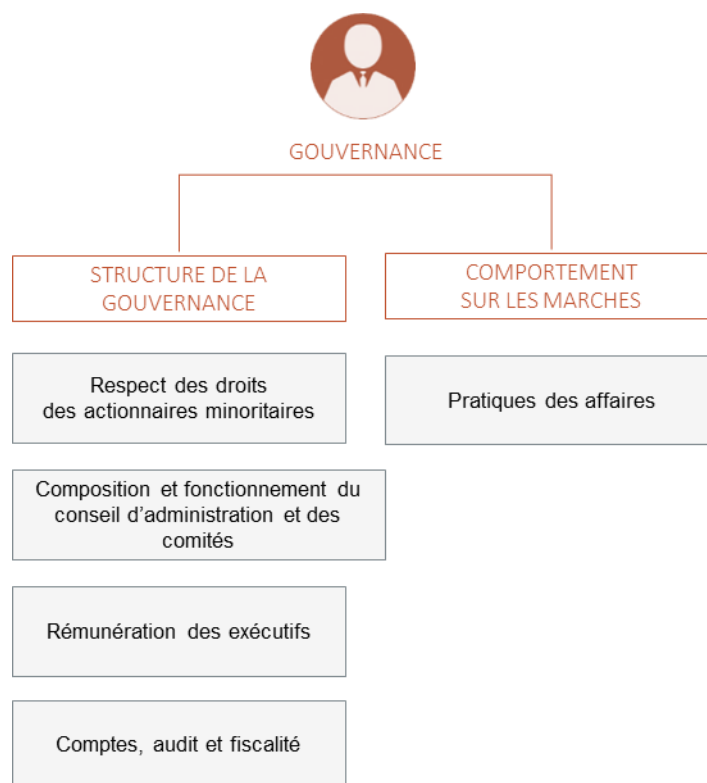 GOUVERNANCE
STRUCTURE DE LA
GOUVERNANCE
Respect des droits
des actionnaires minoritaires
Composition et fonctionnement du
conseil d'administration et des
comités
Rémunération des exécutifs
Comptes, audit et fiscalité
COMPORTEMENT
SUR LES MARCHES
Pratiques des affaires